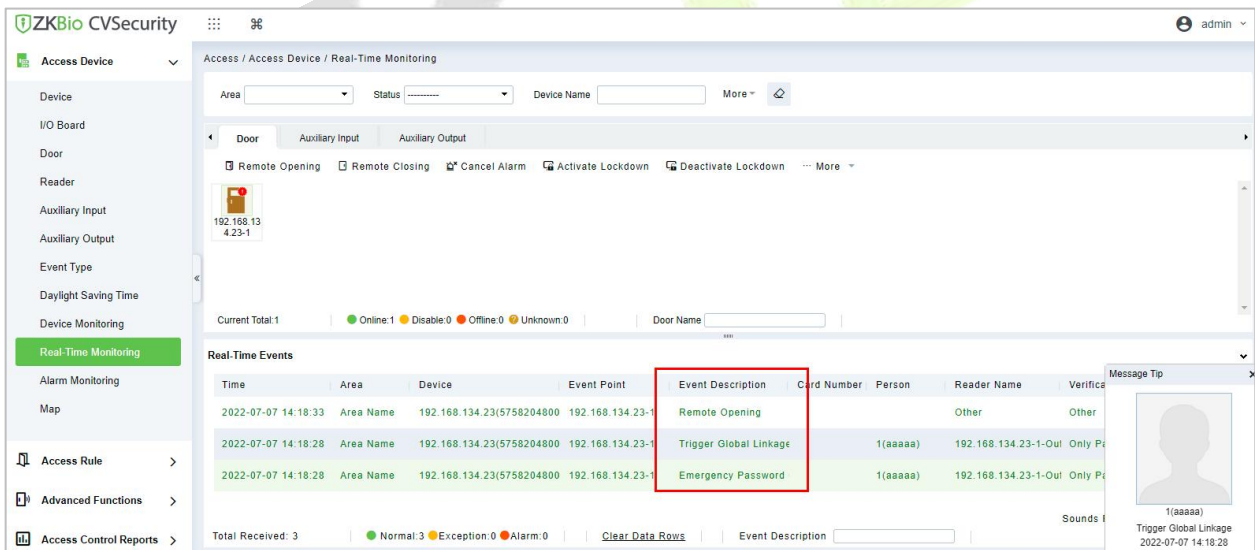 ZKBio CVSecurity
admin
Access Device
Device
I/O Board
Door
Reader
Auxiliary Input
Auxiliary Output
Event Type
Daylight Saving Time
Device Monitoring
Real-Time Monitoring
Alarm Monitoring
Map
Access Rule
Advanced Functions
Access Control Reports
Access / Access Device / Real-Time Monitoring
Area Status ---------- Device Name More
Door Auxiliary Input Auxiliary Output
Remote Opening Remote Closing Cancel Alarm Activate Lockdown Deactivate Lockdown ··· More
192.168.13
4.23-1
Current Total:1 Online:1 Disable:0 Offline:0 Unknown:0 Door Name
Real-Time Events
Time Area Device Event Point Event Description Card Number Person Reader Name Verifica
2022-07-07 14:18:33 Area Name 192.168.134.23(5758204800 192.168.134.23-1 Remote Opening Other Other
2022-07-07 14:18:28 Area Name 192.168.134.23(5758204800 192.168.134.23-1 Trigger Global Linkage 1(aaaaa) 192.168.134.23-1-Out Only Pa
2022-07-07 14:18:28 Area Name 192.168.134.23(5758204800 192.168.134.23-1 Emergency Password 1(aaaaa) 192.168.134.23-1-Out Only Pa
Sounds
Total Received: 3 Normal:3 Exception:0 Alarm:0 Clear Data Rows Event Description
Message Tip x
1(aaaaa)
Trigger Global Linkage
2022-07-07 14:18:28